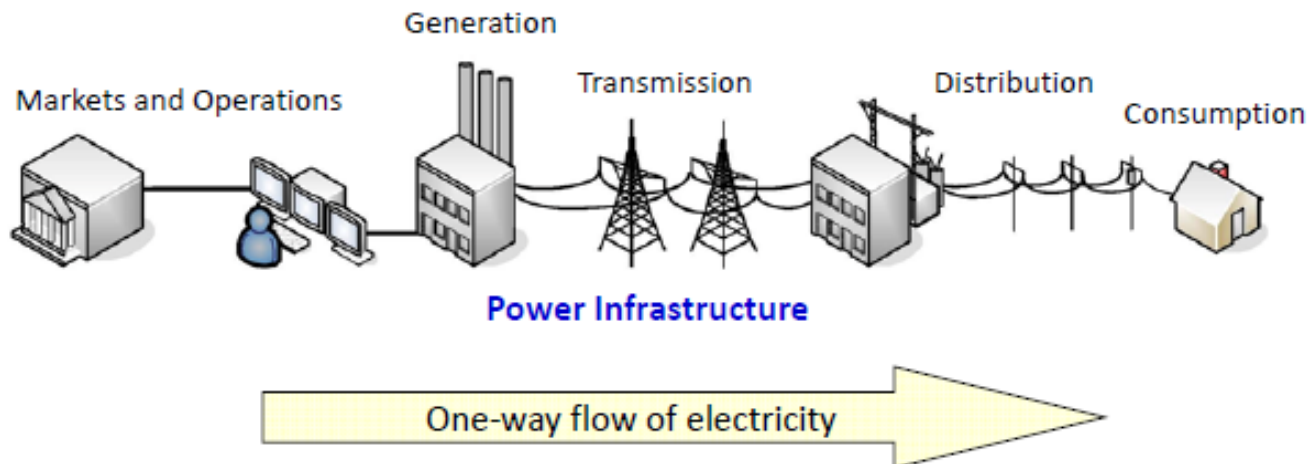 Generation
Markets and Operations
Transmission
Distribution
Consumption
Power Infrastructure
One-way flow of electricity